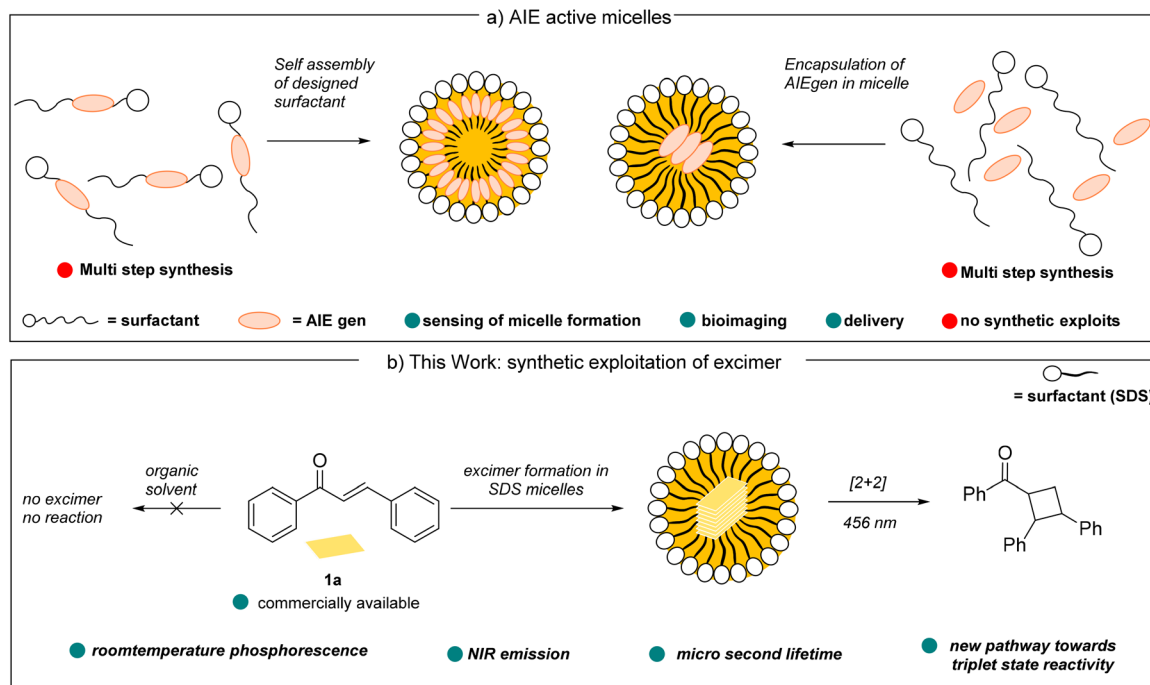 a) AIE active micelles
Self assembly
of designed
surfactant
Encapsulation of
AIEgen in micelle
Multi step synthesis
Multi step synthesis
= surfactant
= AIE gen
sensing of micelle formation
bioimaging
delivery
no synthetic exploits
b) This Work: synthetic exploitation of excimer
= surfactant (SDS)
no excimer
no reaction
organic
solvent
O
1a
commercially available
excimer formation in
SDS micelles
[2+2]
456 nm
O
Ph
Ph
Ph
roomtemperature phosphorescence
NIR emission
micro second lifetime
new pathway towards
triplet state reactivity